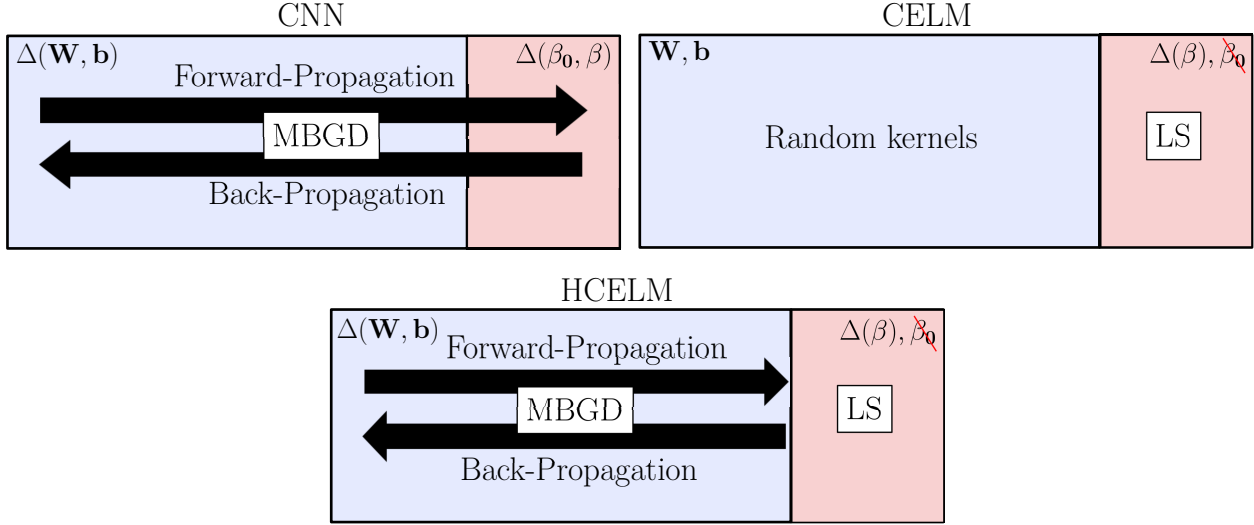 CNN
Δ(W, b)
Δ(β₀, β)
Forward-Propagation
MBGD
Back-Propagation
CELM
W, b
Δ(β), β₀
Random kernels
LS
HCELM
Δ(W, b)
Δ(β), β₀
Forward-Propagation
MBGD
LS
Back-Propagation